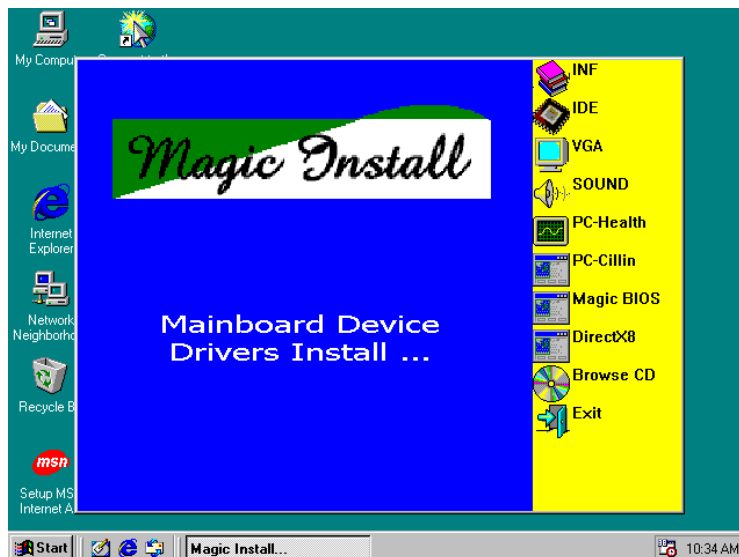 My Compu
My Docume
Internet
Explorer
Network
Neighborho
Recycle B
msn
Setup MS
Internet A
Magic Install
Mainboard Device
Drivers Install ...
INF
IDE
VGA
SOUND
PC-Health
PC-Cillin
Magic BIOS
DirectX8
Browse CD
Exit
Start
Magic Install...
10:34 AM